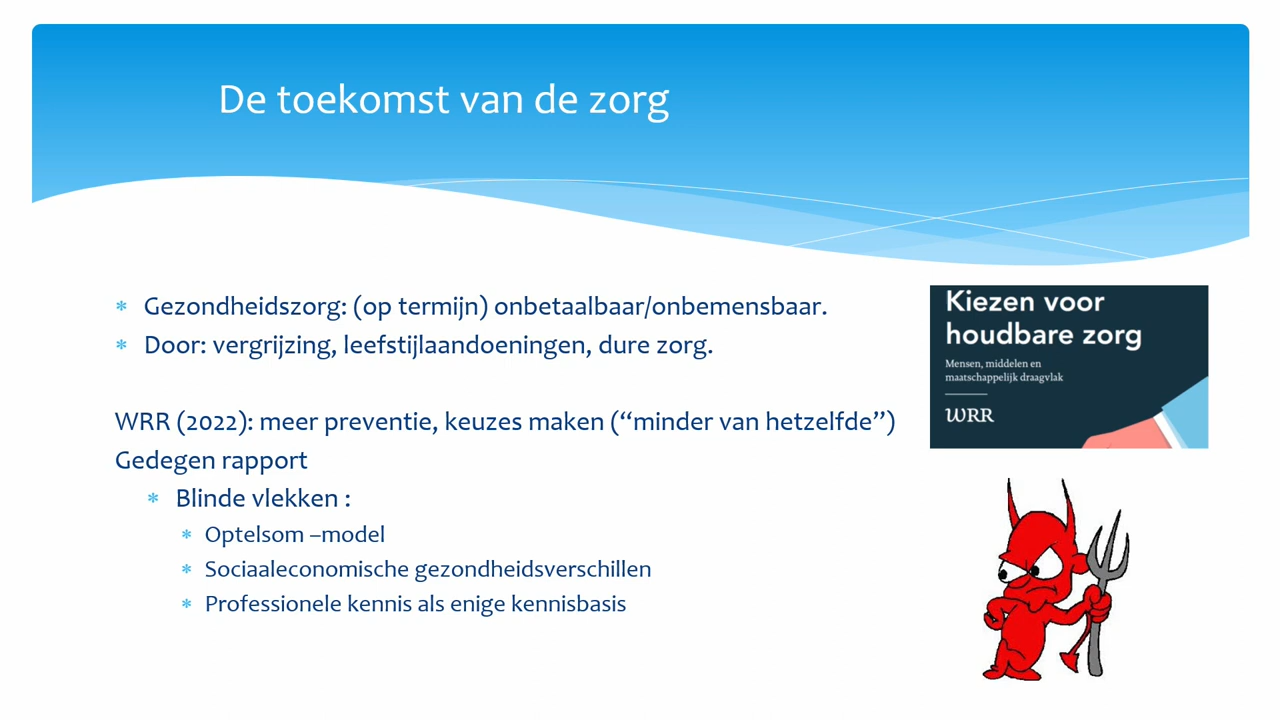 De toekomst van de zorg
* Gezondheidszorg: (op termijn) onbetaalbaar/onbemensbaar.
* Door: vergrijzing, leefstijlaandoeningen, dure zorg.
WRR (2022): meer preventie, keuzes maken (“minder van hetzelfde”)
Gedegen rapport
* Blinde vlekken :
* Optelsom –model
* Sociaaleconomische gezondheidsverschillen
* Professionele kennis als enige kennisbasis
Kiezen voor
houdbare zorg
Mensen, middelen en
maatschappelijk draagvlak
WRR